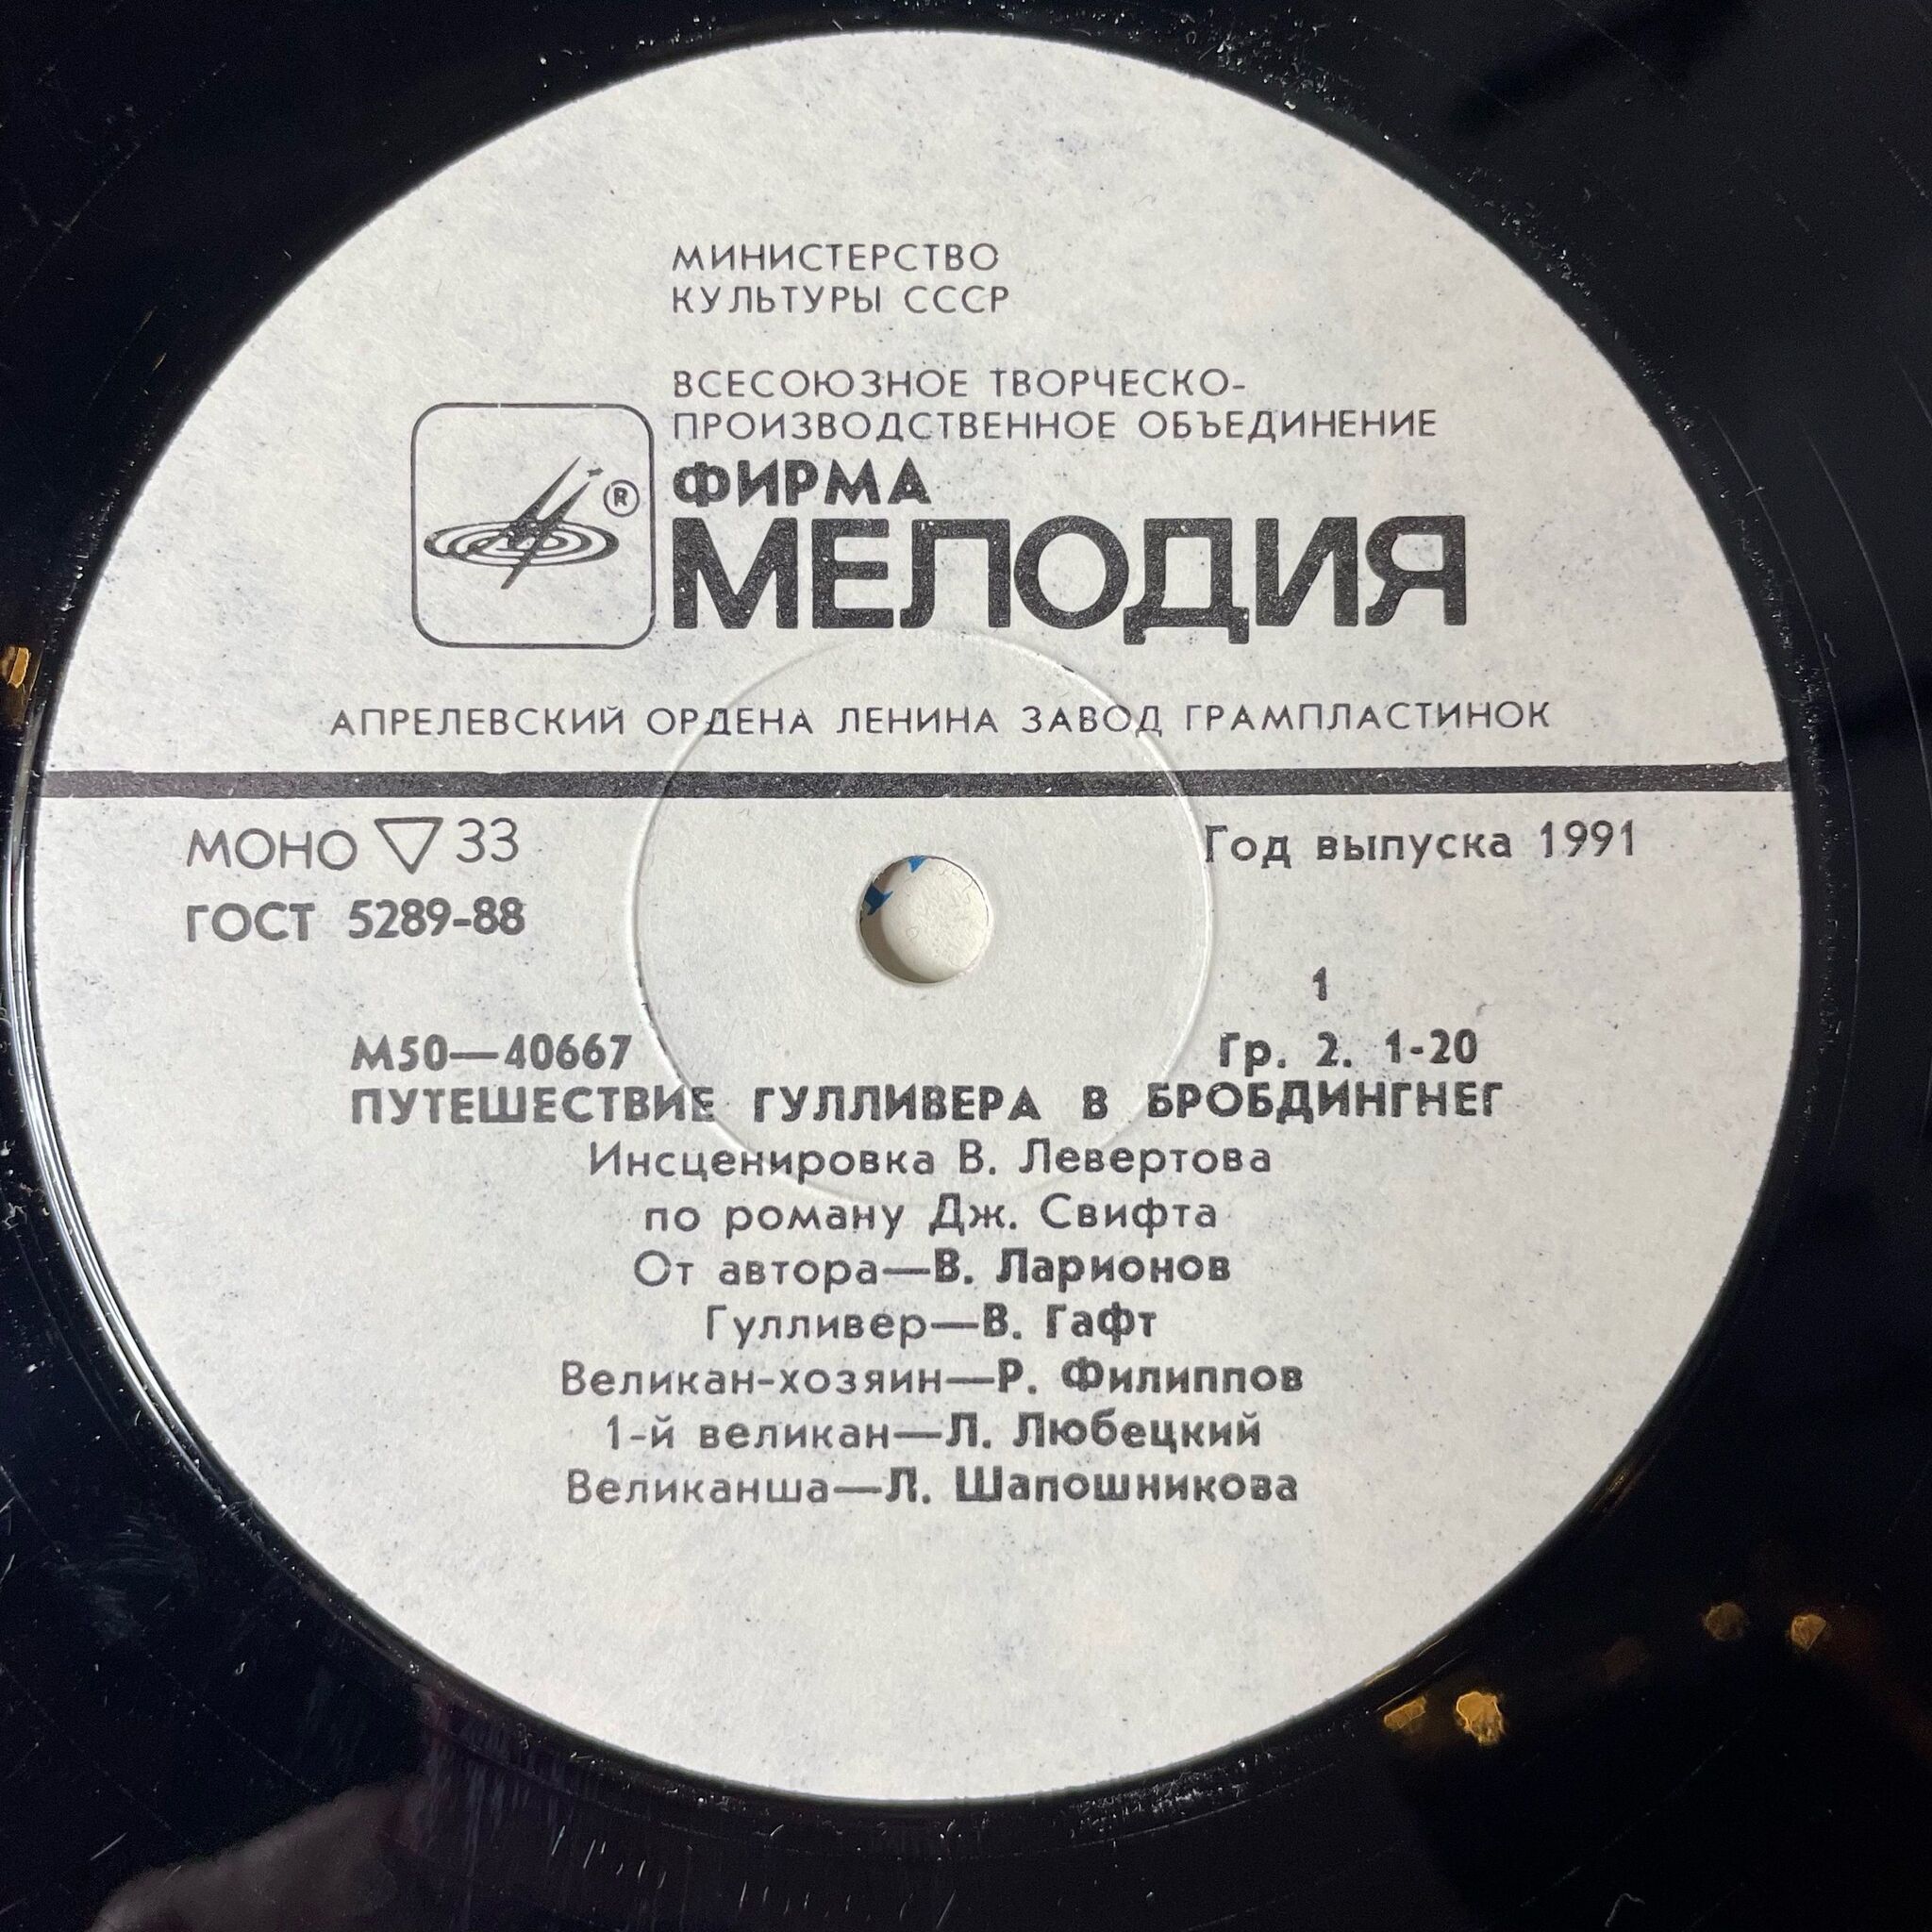 МИНИСТЕРСТВО
КУЛЬТУРЫ СССР
ВСЕСОЮЗНОЕ ТВОРЧЕСКО-
ПРОИЗВОДСТВЕННОЕ ОБЪЕДИНЕНИЕ
ФИРМА
®
МЕЛОДИЯ
АПРЕЛЕВСКИЙ ОРДЕНА ЛЕНИНА ЗАВОД ГРАМПЛАСТИНОК
МОНО ▽ 33
Год выпуска 1991
ГОСТ 5289-88
1
М50—40667
Гр. 2. 1-20
ПУТЕШЕСТВИЕ ГУЛЛИВЕРА В БРОБДИНГНЕГ
Инсценировка В. Левертова
по роману Дж. Свифта
От автора—В. Ларионов
Гулливер—В. Гафт
Великан-хозяин—Р. Филиппов
1-й великан—Л. Любецкий
Великанша—Л. Шапошникова